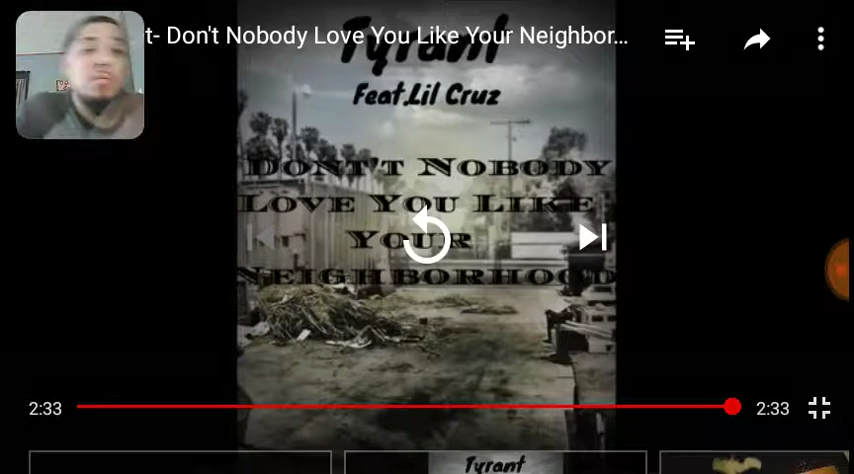 t- Don't Nobody Love You Like Your Neighbor...
Tyrant
Feat.Lil Cruz
DONT'T NOBODY
LOVE YOU LIKE
YOUR
NEIGHBORHOOD
2:33
2:33
Tyrant